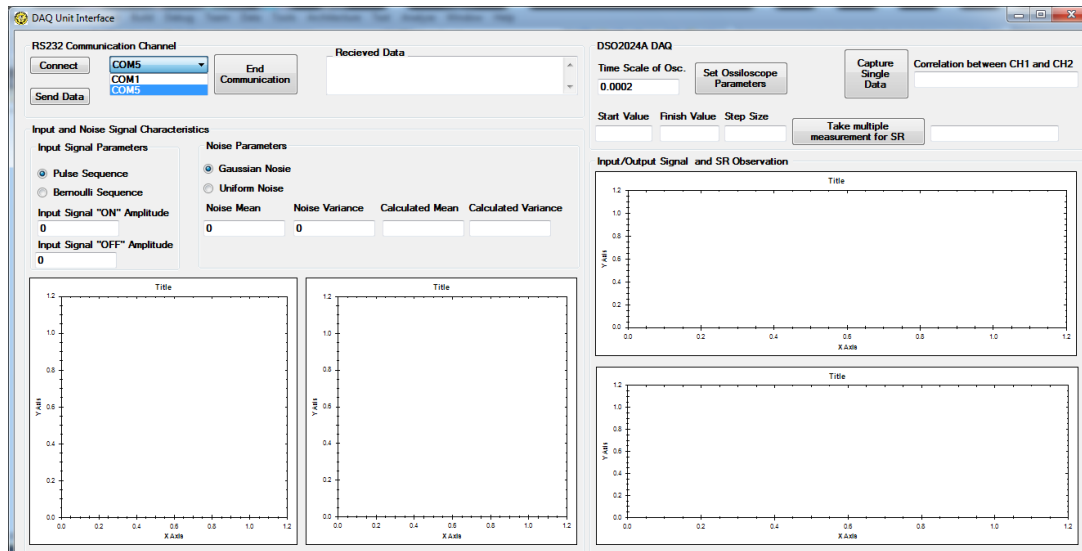 DAQ Unit Interface
RS232 Communication Channel
Connect
COM5
COM1
COM5
End
Communication
Send Data
Recieved Data
DSO2024A DAQ
Time Scale of Osc.
0.0002
Set Ossiloscope
Parameters
Capture
Single
Data
Correlation between CH1 and CH2
Start Value Finish Value Step Size
Take multiple
measurement for SR
Input and Noise Signal Characteristics
Input Signal Parameters
Pulse Sequence
Bernoulli Sequence
Input Signal "ON" Amplitude
0
Input Signal "OFF" Amplitude
0
Noise Parameters
Gaussian Nosie
Uniform Noise
Noise Mean Noise Variance Calculated Mean Calculated Variance
0 0
Input/Output Signal and SR Observation
Title
1.2
1.0
0.8
0.6
0.4
0.2
0.0
Y Axis
0.0 0.2 0.4 0.6 0.8 1.0 1.2
X Axis
Title
1.2
1.0
0.8
0.6
0.4
0.2
0.0
Y Axis
0.0 0.2 0.4 0.6 0.8 1.0 1.2
X Axis
Title
1.2
1.0
0.8
0.6
0.4
0.2
0.0
Y Axis
0.0 0.2 0.4 0.6 0.8 1.0 1.2
X Axis
Title
1.2
1.0
0.8
0.6
0.4
0.2
0.0
Y Axis
0.0 0.2 0.4 0.6 0.8 1.0 1.2
X Axis